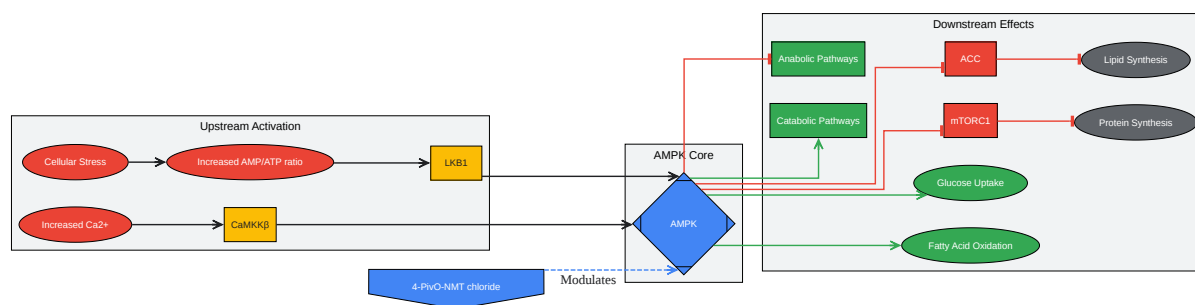 Downstream Effects
Anabolic Pathways
ACC
Lipid Synthesis
Catabolic Pathways
mTORC1
Protein Synthesis
Upstream Activation
Cellular Stress
Increased AMP/ATP ratio
LKB1
AMPK Core
Glucose Uptake
Increased Ca2+
CaMKKβ
AMPK
Fatty Acid Oxidation
4-PivO-NMT chloride
Modulates